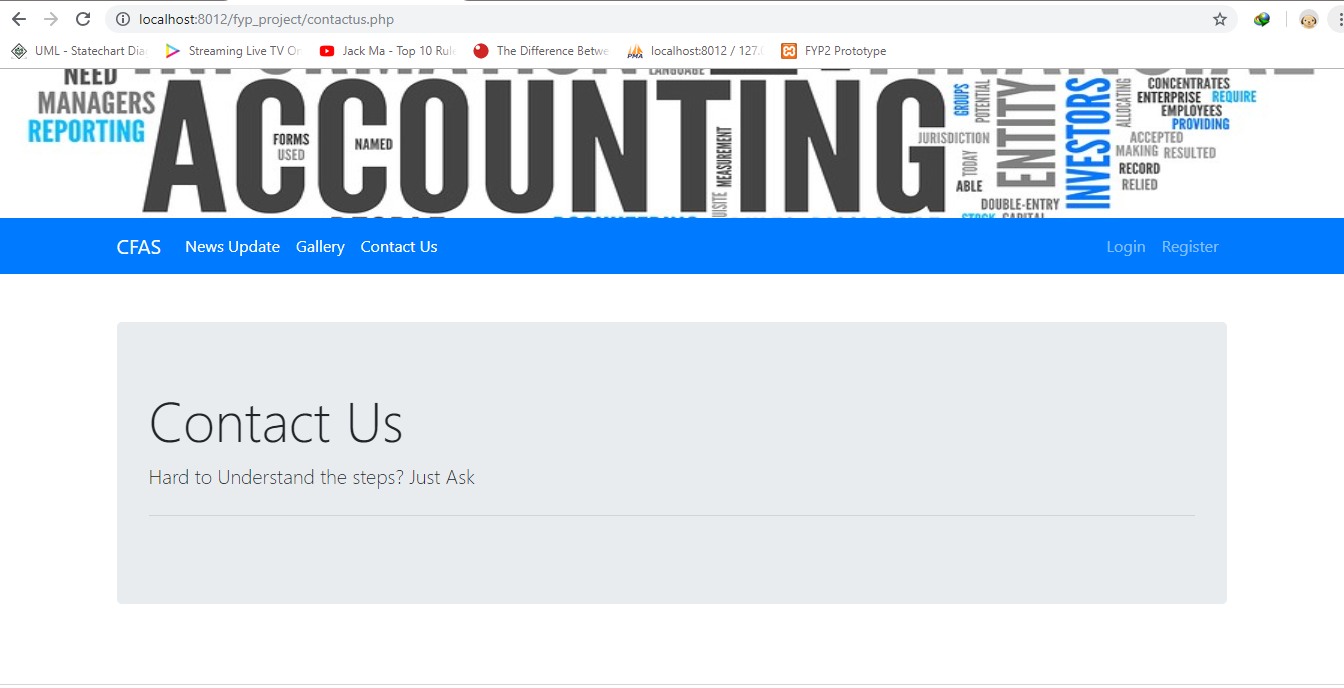 localhost:8012/fyp_project/contactus.php
UML - Statechart Dia
Streaming Live TV On
Jack Ma - Top 10 Rule
The Difference Betwe
localhost:8012 / 127.0
FYP2 Prototype
NEED
LANGUAGE
MANAGERS
REPORTING
ACCOUNTING
FORMS
USED
NAMED
MEASUREMENT
GROUPS
POTENTIAL
JURISDICTION
TODAY
ABLE
ENTITY
DOUBLE-ENTRY
STOCK CAPITAL
INVESTORS
ALLOCATING
CONCENTRATES
ENTERPRISE REQUIRE
EMPLOYEES
PROVIDING
ACCEPTED
MAKING RESULTED
RECORD
RELIED
CFAS News Update Gallery Contact Us Login Register
Contact Us
Hard to Understand the steps? Just Ask